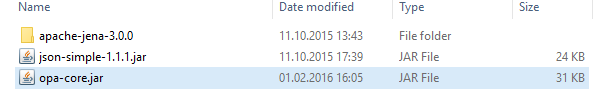 Name Date modified Type Size
apache-jena-3.0.0 11.10.2015 13:43 File folder
json-simple-1.1.1.jar 11.10.2015 17:39 JAR File 24 KB
opa-core.jar 01.02.2016 16:05 JAR File 31 KB